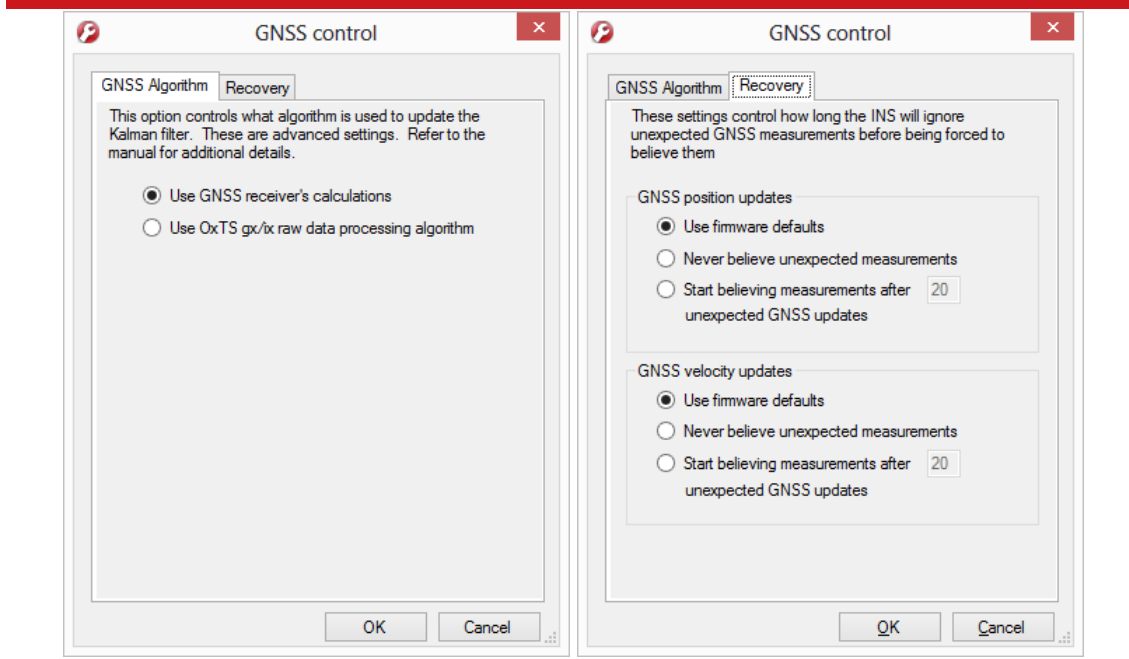 GNSS control
GNSS Algorithm Recovery
This option controls what algorithm is used to update the
Kalman filter. These are advanced settings. Refer to the
manual for additional details.
Use GNSS receiver's calculations
Use OxTS gx/ix raw data processing algorithm
OK Cancel
GNSS control
GNSS Algorithm Recovery
These settings control how long the INS will ignore
unexpected GNSS measurements before being forced to
believe them
GNSS position updates
Use firmware defaults
Never believe unexpected measurements
Start believing measurements after 20
unexpected GNSS updates
GNSS velocity updates
Use firmware defaults
Never believe unexpected measurements
Start believing measurements after 20
unexpected GNSS updates
OK Cancel